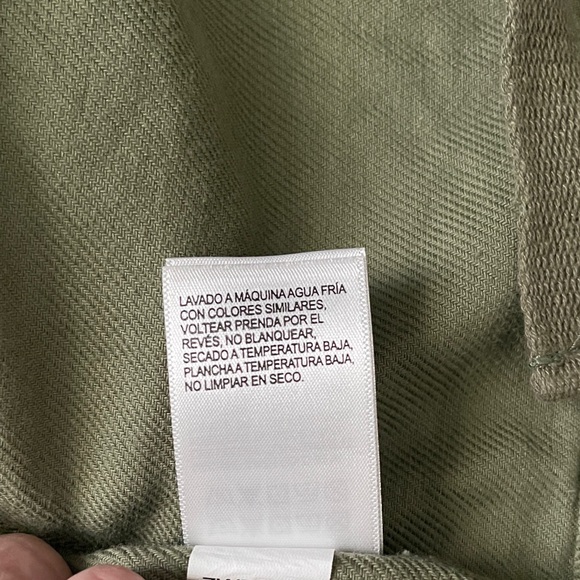 LAVADO A MÁQUINA AGUA FRÍA
CON COLORES SIMILARES,
VOLTEAR PRENDA POR EL
REVÉS, NO BLANQUEAR,
SECADO A TEMPERATURA BAJA,
PLANCHA A TEMPERATURA BAJA,
NO LIMPIAR EN SECO.